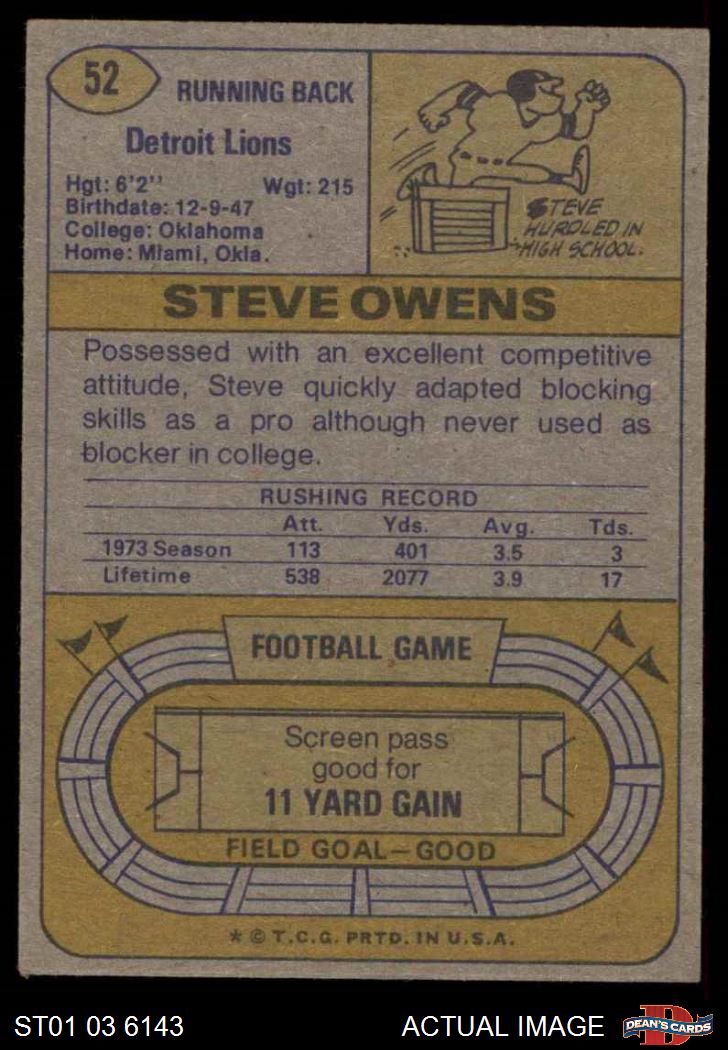 52
RUNNING BACK
Detroit Lions
Hgt: 6'2" Wgt: 215
Birthdate: 12-9-47
College: Oklahoma
Home: Miami, Okla.
STEVE
HURDLED IN
HIGH SCHOOL.
STEVE OWENS
Possessed with an excellent competitive
attitude, Steve quickly adapted blocking
skills as a pro although never used as
blocker in college.
RUSHING RECORD
Att. Yds. Avg. Tds.
1973 Season 113 401 3.5 3
Lifetime 538 2077 3.9 17
FOOTBALL GAME
Screen pass
good for
11 YARD GAIN
FIELD GOAL—GOOD
* © T.C.G. PRTD. IN U.S.A.
ST01 03 6143 ACTUAL IMAGE
DEAN'S CARDS